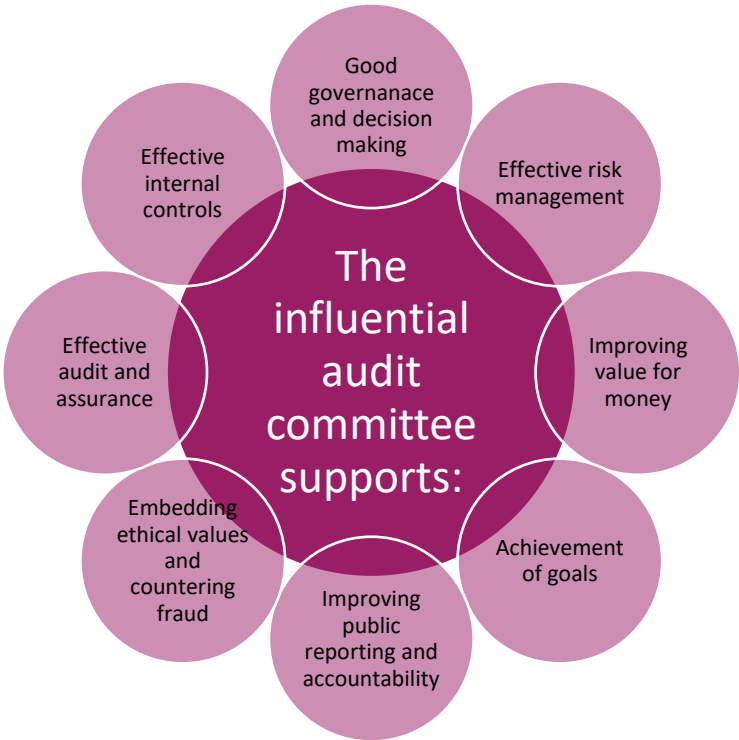 Good
governanace
and decision
making
Effective risk
management
Improving
value for
money
Achievement
of goals
Improving
public
reporting and
accountability
Embedding
ethical values
and
countering
fraud
Effective
audit and
assurance
Effective
internal
controls
The
influential
audit
committee
supports: